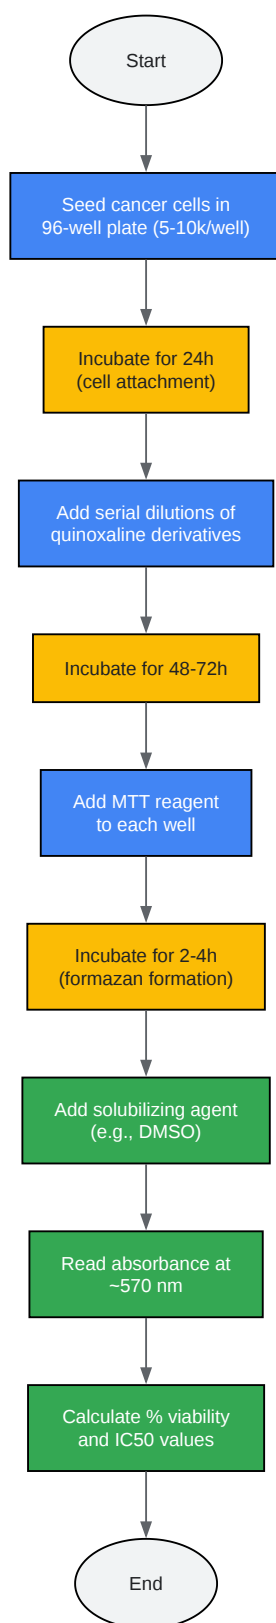 Start
Seed cancer cells in
96-well plate (5-10k/well)
Incubate for 24h
(cell attachment)
Add serial dilutions of
quinoxaline derivatives
Incubate for 48-72h
Add MTT reagent
to each well
Incubate for 2-4h
(formazan formation)
Add solubilizing agent
(e.g., DMSO)
Read absorbance at
~570 nm
Calculate % viability
and IC50 values
End